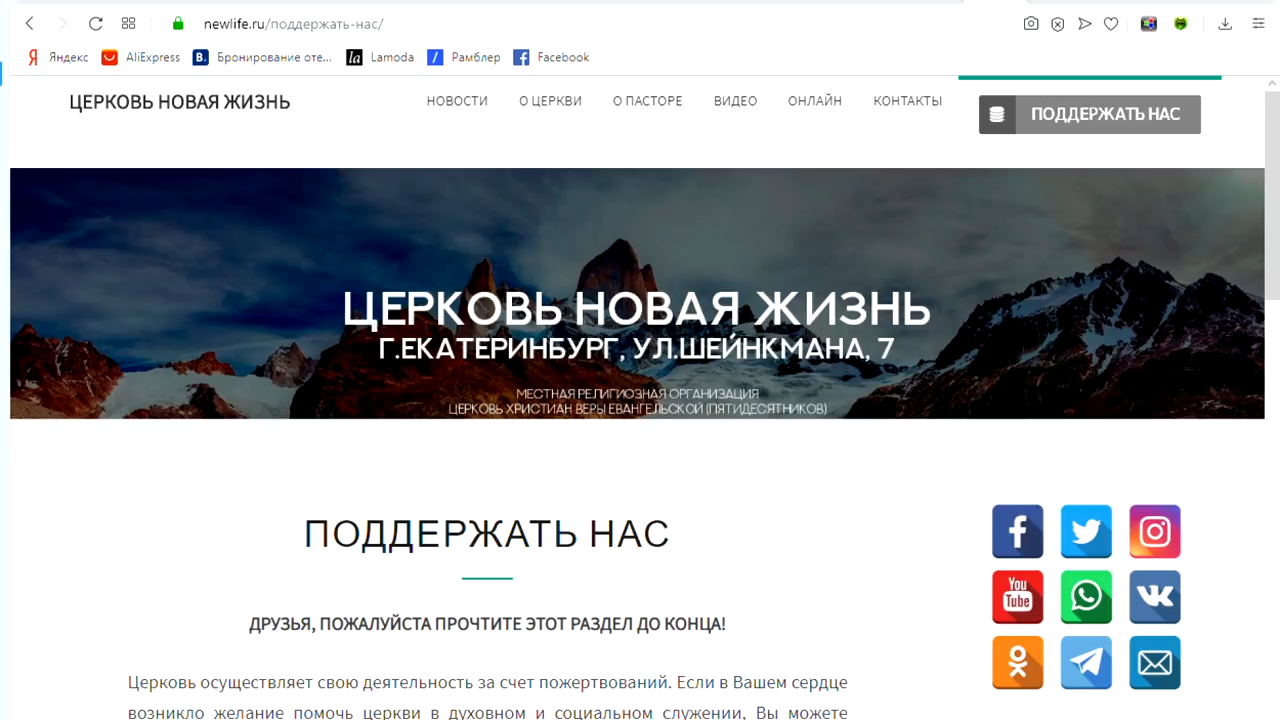 newlife.ru/поддержать-нас/
Яндекс AliExpress Бронирование оте... Lamoda Рамблер Facebook
ЦЕРКОВЬ НОВАЯ ЖИЗНЬ
НОВОСТИ О ЦЕРКВИ О ПАСТОРЕ ВИДЕО ОНЛАЙН КОНТАКТЫ
ПОДДЕРЖАТЬ НАС
ЦЕРКОВЬ НОВАЯ ЖИЗНЬ
Г.ЕКАТЕРИНБУРГ, УЛ.ШЕЙНКМАНА, 7
МЕСТНАЯ РЕЛИГИОЗНАЯ ОРГАНИЗАЦИЯ
ЦЕРКОВЬ ХРИСТИАН ВЕРЫ ЕВАНГЕЛЬСКОЙ (ПЯТИДЕСЯТНИКОВ)
ПОДДЕРЖАТЬ НАС
ДРУЗЬЯ, ПОЖАЛУЙСТА ПРОЧТИТЕ ЭТОТ РАЗДЕЛ ДО КОНЦА!
Церковь осуществляет свою деятельность за счет пожертвований. Если в Вашем сердце
возникло желание помочь церкви в духовном и социальном служении, Вы можете
You
Tube